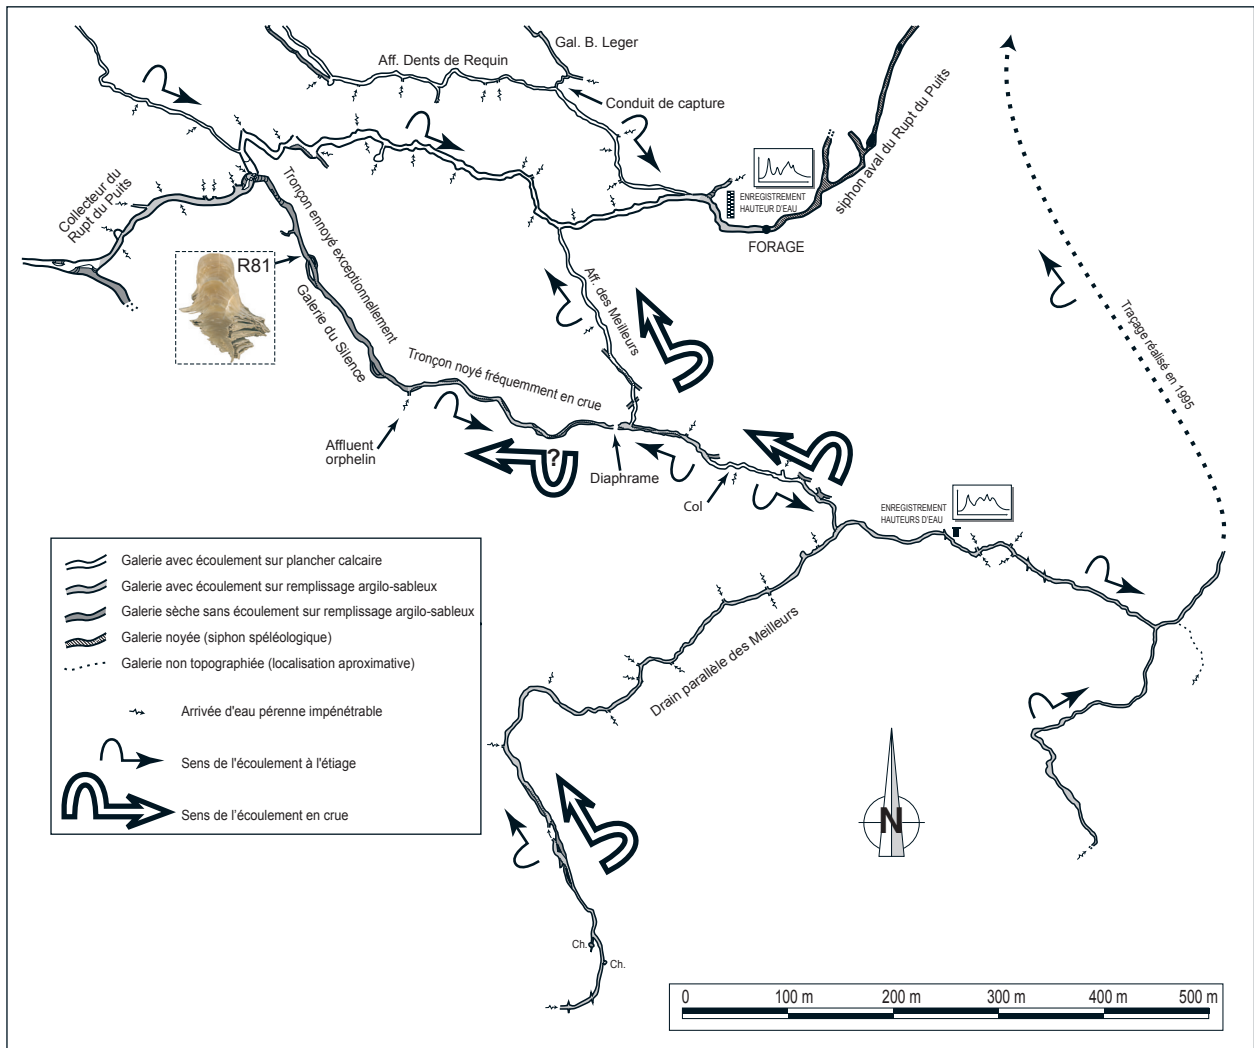 Gal. B. Leger
Aff. Dents de Requin
Conduit de capture
siphon aval du Rupt du Puits
ENREGISTREMENT
HAUTEUR D'EAU
FORAGE
Collecteur du
Rupt du Puits
Tronçon ennoyé exceptionnellement
R81
Galerie du Silence
Aff. des Meilleurs
Traçage réalisé en 1995
Tronçon noyé fréquemment en crue
Affluent
orphelin
?
Diaphrame
Col
ENREGISTREMENT
HAUTEURS D'EAU
Galerie avec écoulement sur plancher calcaire
Galerie avec écoulement sur remplissage argilo-sableux
Galerie sèche sans écoulement sur remplissage argilo-sableux
Galerie noyée (siphon spéléologique)
Galerie non topographiée (localisation aproximative)
Arrivée d'eau pérenne impénétrable
Sens de l'écoulement à l'étiage
Sens de l'écoulement en crue
Drain parallèle des Meilleurs
N
Ch.
Ch.
0 100 m 200 m 300 m 400 m 500 m